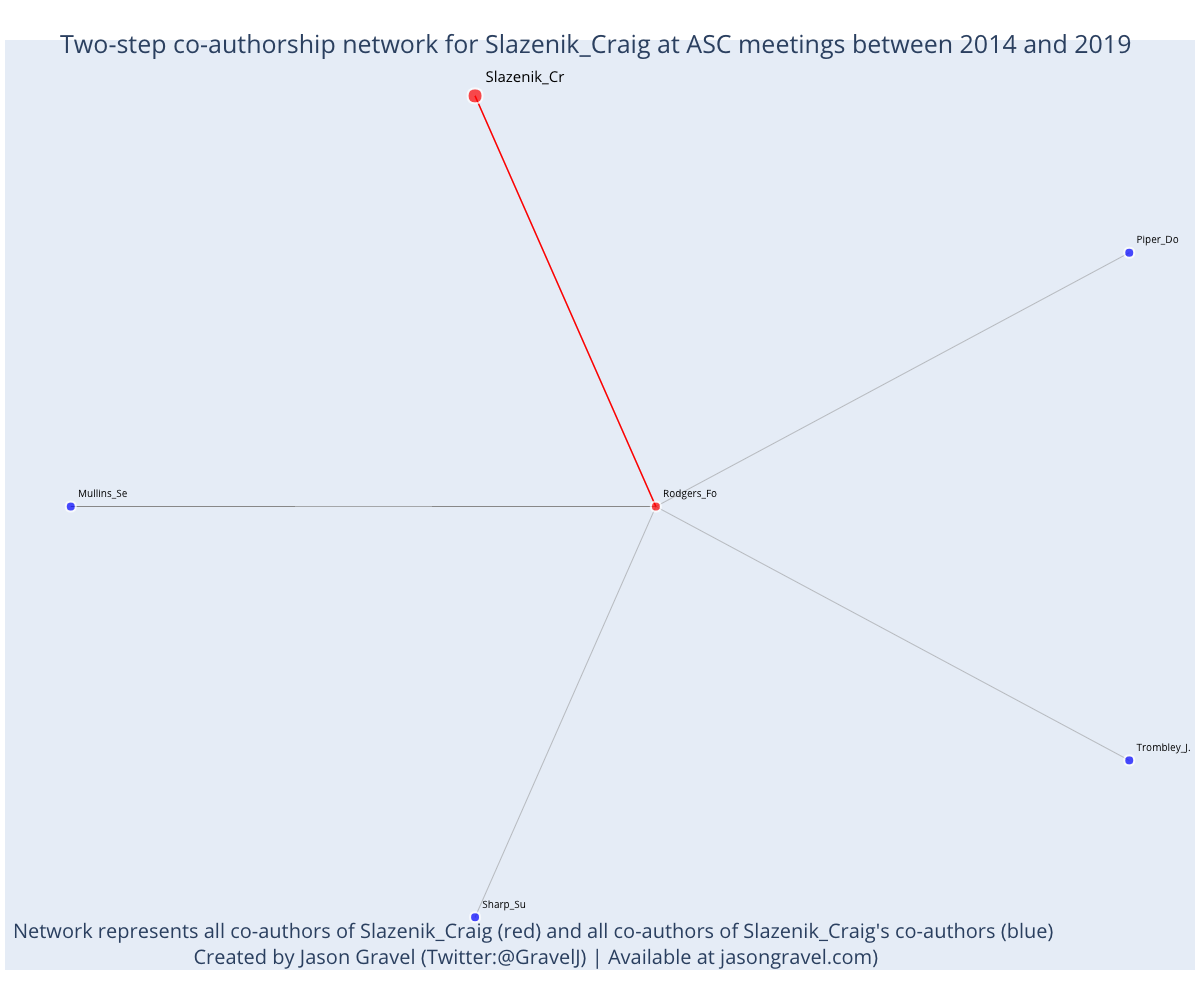 Two-step co-authorship network for Slazenik_Craig at ASC meetings between 2014 and 2019
Slazenik_Cr
Piper_Do
Mullins_Se
Rodgers_Fo
Trombley_J.
Sharp_Su
Network represents all co-authors of Slazenik_Craig (red) and all co-authors of Slazenik_Craig's co-authors (blue)
Created by Jason Gravel (Twitter:@GravelJ) | Available at jasongravel.com)